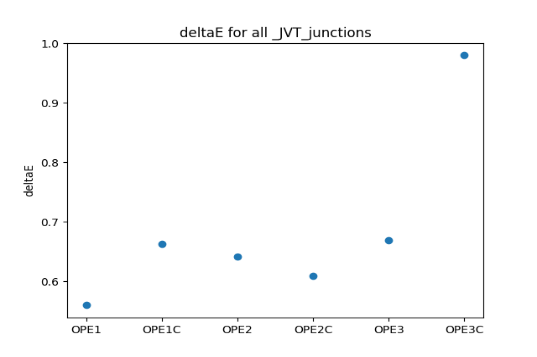 deltaE for all _JVT_junctions
1.0
0.9
0.8
0.7
0.6
deltaE
OPE1 OPE1C OPE2 OPE2C OPE3 OPE3C